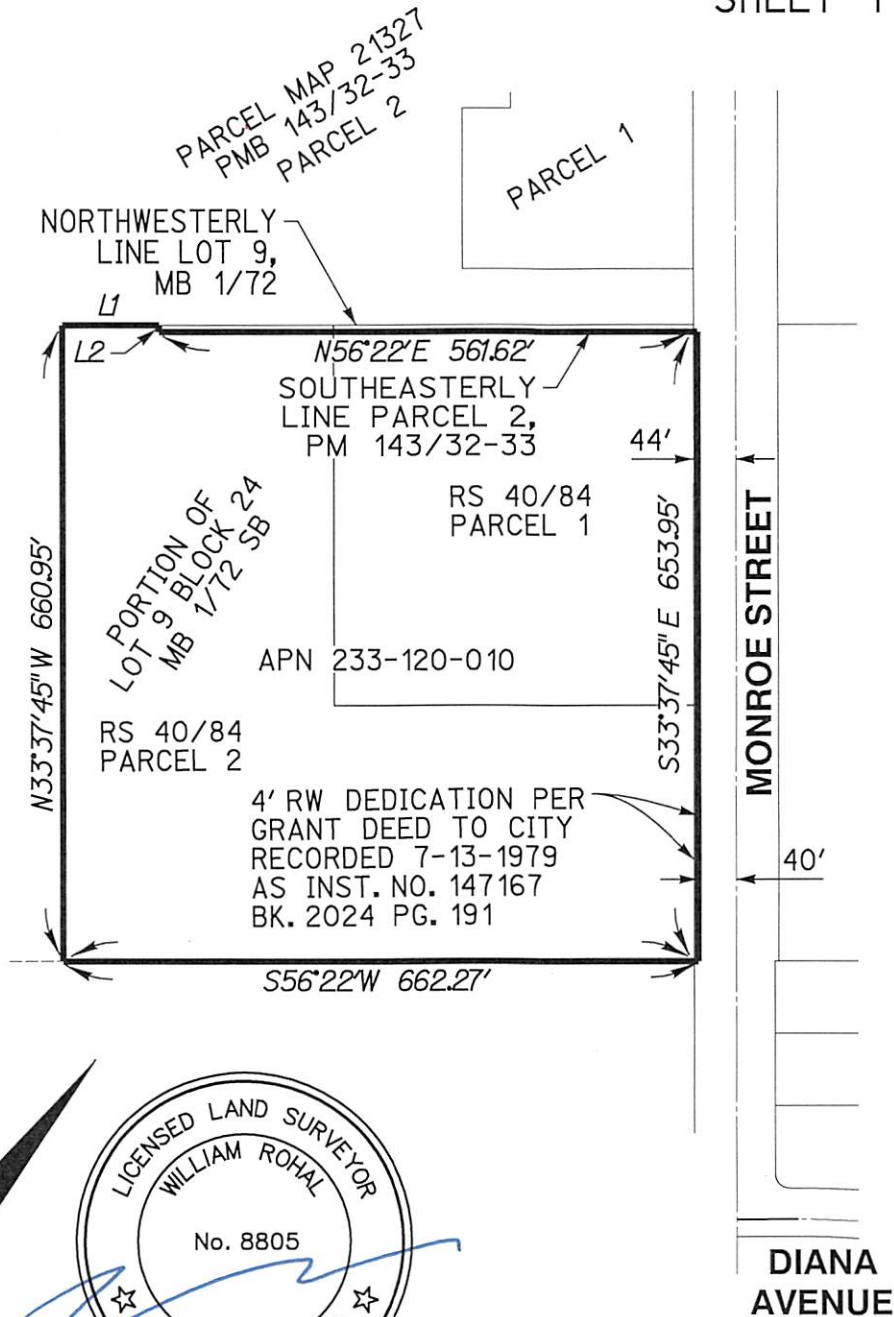 SHEET 1
PARCEL MAP 21327
PMB 143/32-33
PARCEL 2
PARCEL 1
NORTHWESTERLY
LINE LOT 9,
MB 1/72
L1
L2
N56°22'E 561.62'
SOUTHEASTERLY
LINE PARCEL 2,
PM 143/32-33
44'
RS 40/84
PARCEL 1
PORTION OF
LOT 9 BLOCK 24
MB 1/72 SB
N33°37'45"W 660.95'
S33°37'45"E 653.95'
MONROE STREET
APN 233-120-010
RS 40/84
PARCEL 2
4' RW DEDICATION PER
GRANT DEED TO CITY
RECORDED 7-13-1979
AS INST. NO. 147167
BK. 2024 PG. 191
40'
S56°22'W 662.27'
LICENSED LAND SURVEYOR
WILLIAM ROHAL
No. 8805
DIANA
AVENUE